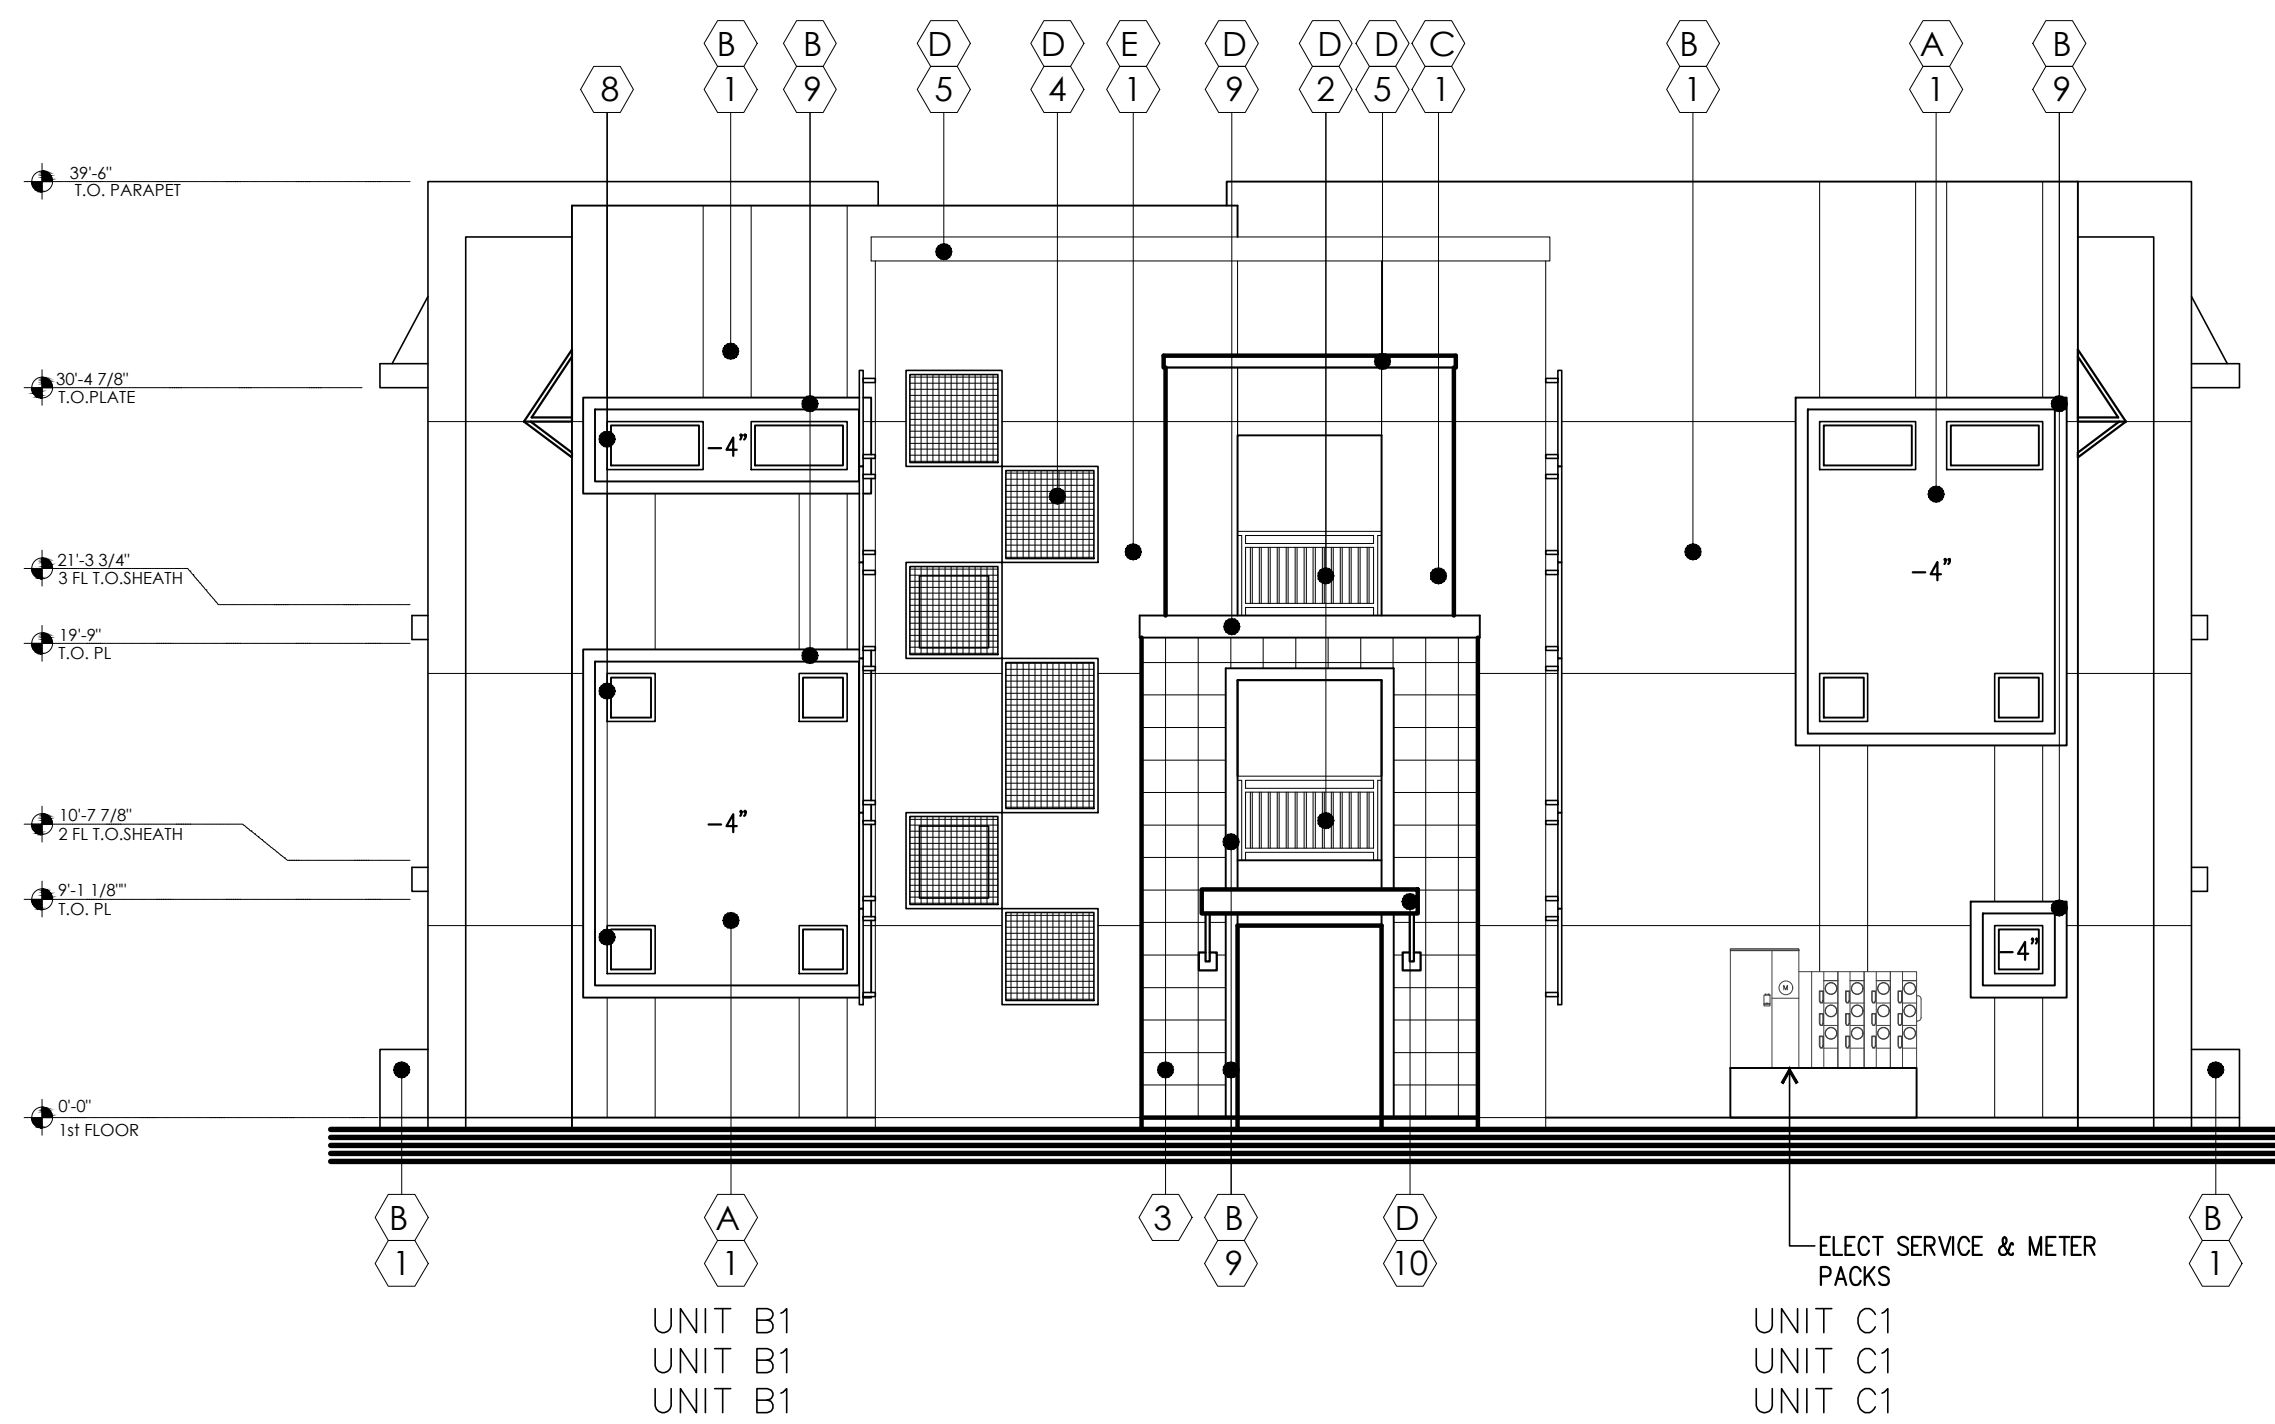 B B D D E D D D C B A B
8 1 9 5 4 1 9 2 5 1 1 1 9
39'-6"
T.O. PARAPET
30'-4 7/8"
T.O.PLATE
-4"
-4"
21'-3 3/4"
3 FL T.O.SHEATH
19'-9"
T.O. PL
10'-7 7/8"
2 FL T.O.SHEATH
-4"
9'-1 1/8""
T.O. PL
-4"
M
0'-0"
1st FLOOR
B A 3 B D B
1 1 9 10 1
ELECT SERVICE & METER
PACKS
UNIT B1
UNIT B1
UNIT B1
UNIT C1
UNIT C1
UNIT C1